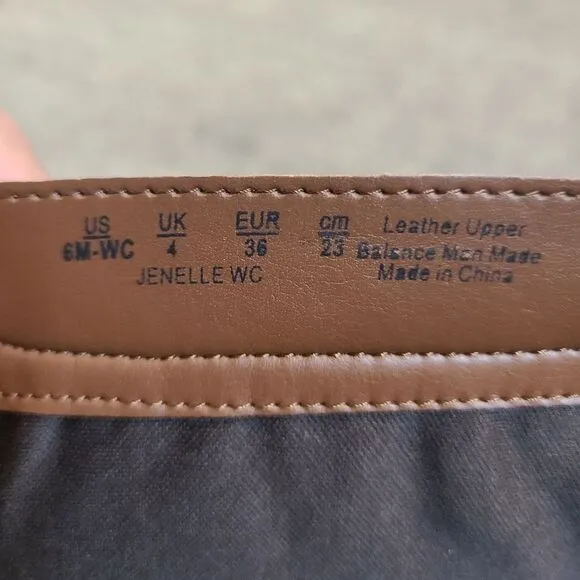 US UK EUR cm Leather Upper
6M-WC 4 36 23 Balance Man Made
JENELLE WC Made in China